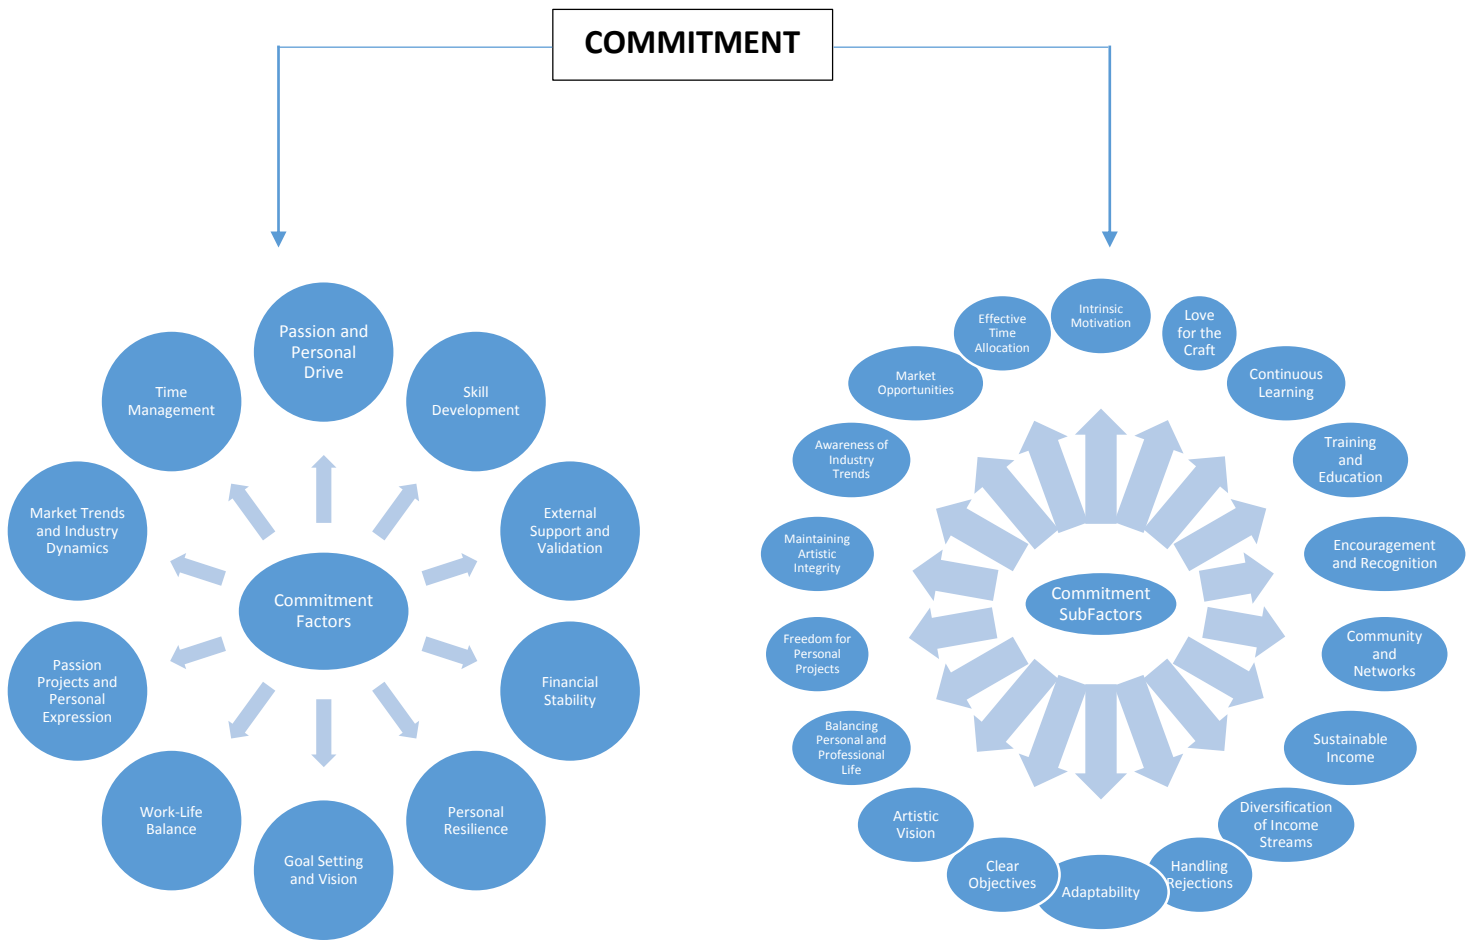 COMMITMENT
Passion and
Personal
Drive
Skill
Development
External
Support and
Validation
Financial
Stability
Personal
Resilience
Goal Setting
and Vision
Work-Life
Balance
Passion
Projects and
Personal
Expression
Market Trends
and Industry
Dynamics
Time
Management
Commitment
Factors
Intrinsic
Motivation
Love
for the
Craft
Continuous
Learning
Training
and
Education
Encouragement
and Recognition
Community
and
Networks
Sustainable
Income
Diversification
of Income
Streams
Handling
Rejections
Adaptability
Clear
Objectives
Artistic
Vision
Balancing
Personal and
Professional
Life
Freedom for
Personal
Projects
Maintaining
Artistic
Integrity
Awareness of
Industry
Trends
Market
Opportunities
Effective
Time
Allocation
Commitment
SubFactors